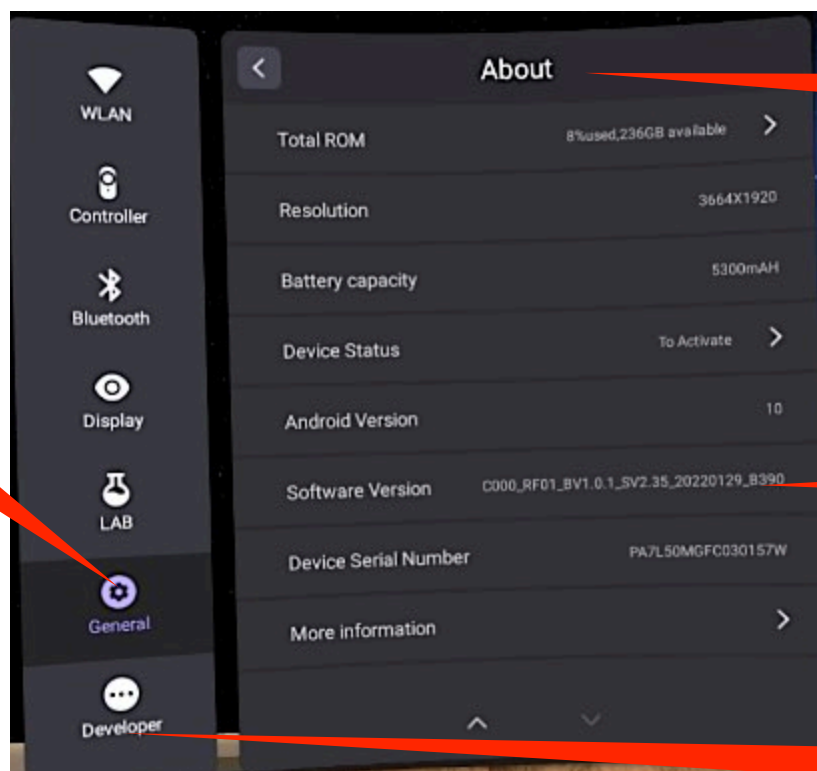 WLAN
Controller
Bluetooth
Display
LAB
General
Developer
About
Total ROM 8%used,236GB available
Resolution 3664X1920
Battery capacity 5300mAH
Device Status To Activate
Android Version 10
Software Version C000_RF01_BV1.0.1_SV2.35_20220129_B390
Device Serial Number PA7L50MGFC030157W
More information